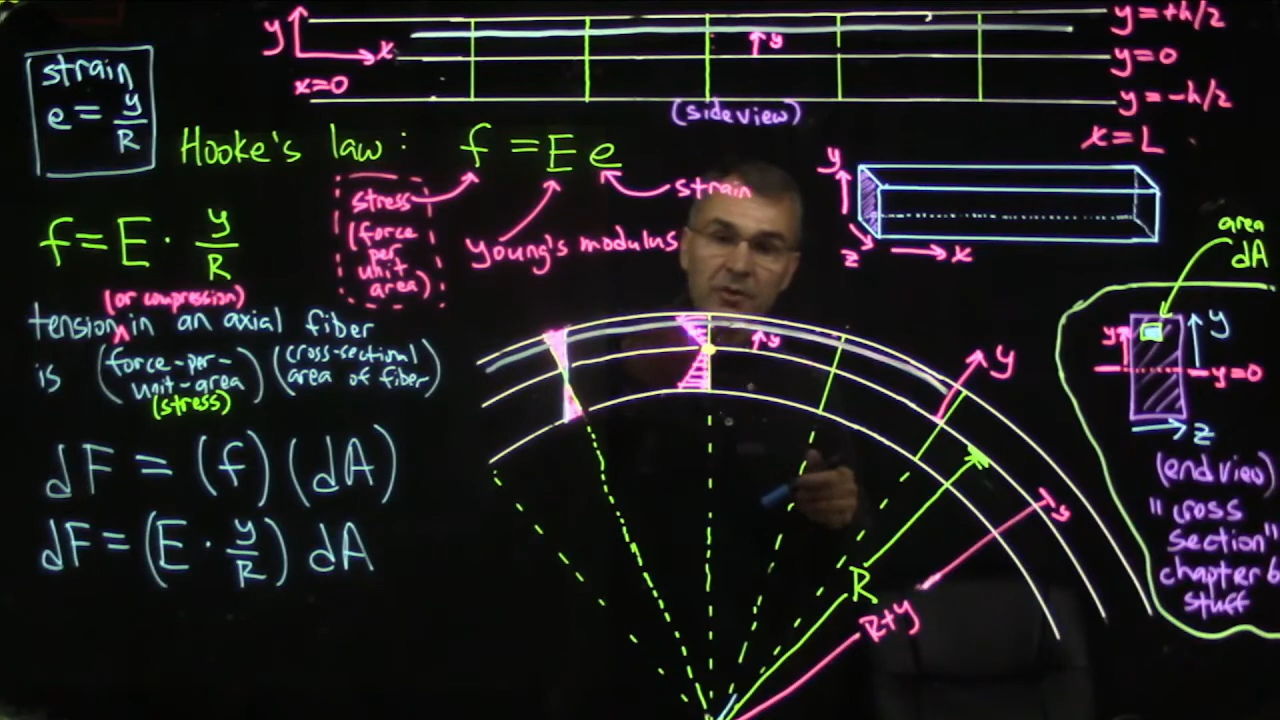 y
x
x=0
y
y=+h/2
y=0
y=-h/2
x=L
(side view)
strain
e = y/R
Hooke's law: f = E e
stress
(force
per
unit
area)
young's modulus
strain
y
z
x
f = E · y/R
(or compression)
tension in an axial fiber
is (force-per-unit-area) (cross-sectional area of fiber)
(stress)
dF = (f) (dA)
dF = (E · y/R) dA
y
y
R
R+y
y
area
dA
y
y
y=0
z
(end view)
"cross
section"
chapter 6
stuff